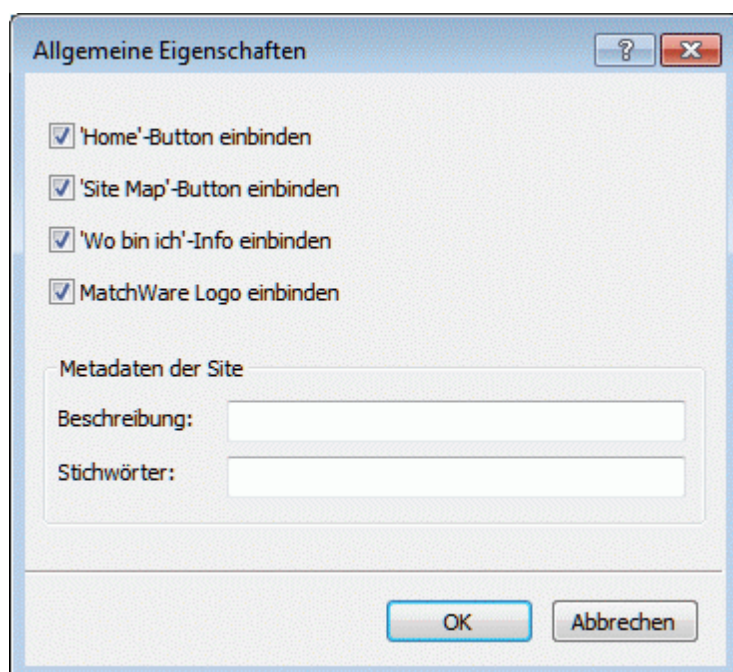 Allgemeine Eigenschaften
'Home'-Button einbinden
'Site Map'-Button einbinden
'Wo bin ich'-Info einbinden
MatchWare Logo einbinden
Metadaten der Site
Beschreibung:
Stichwörter:
OK Abbrechen